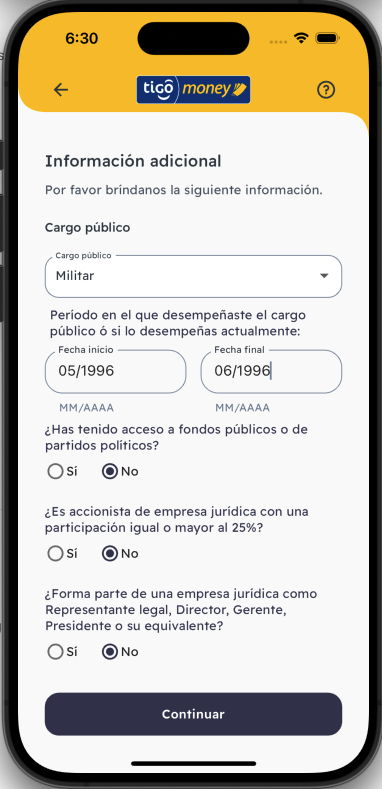 6:30
tigô money
Información adicional
Por favor bríndanos la siguiente información.
Cargo público
Cargo público
Militar
Período en el que desempeñaste el cargo
público ó si lo desempeñas actualmente:
Fecha inicio
05/1996
MM/AAAA
Fecha final
06/1996
MM/AAAA
¿Has tenido acceso a fondos públicos o de
partidos políticos?
Sí No
¿Es accionista de empresa jurídica con una
participación igual o mayor al 25%?
Sí No
¿Forma parte de una empresa jurídica como
Representante legal, Director, Gerente,
Presidente o su equivalente?
Sí No
Continuar